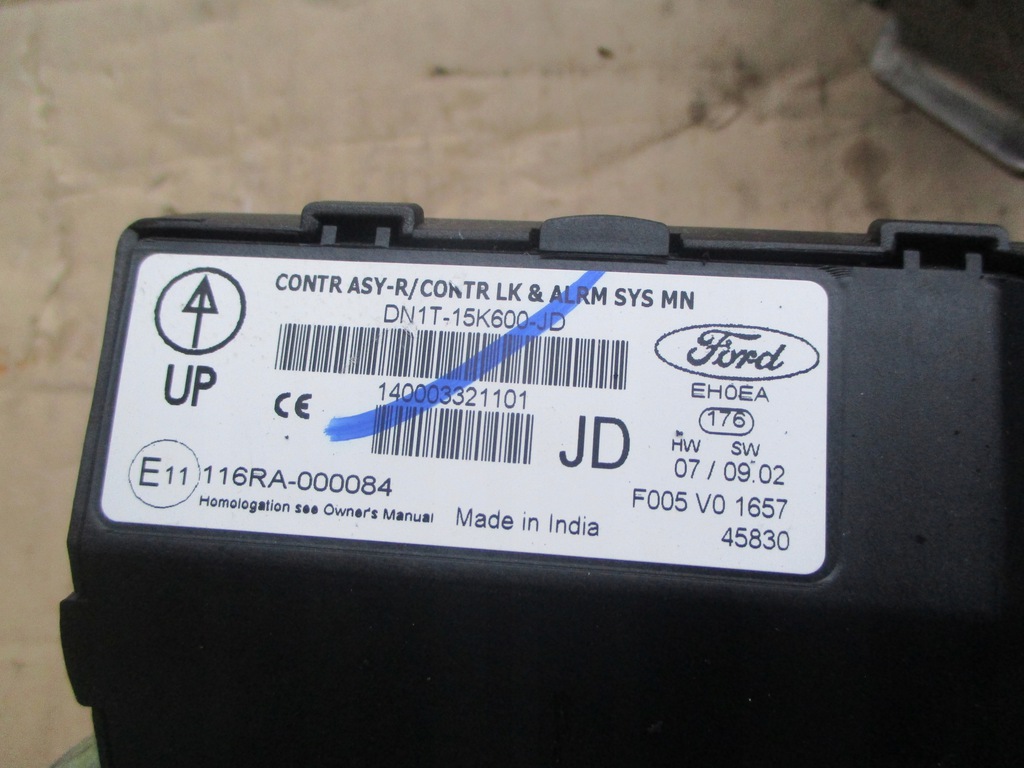 CONTR ASY-R/CONTR LK & ALRM SYS MN
DN1T-15K600-JD
UP
CE
140003321101
JD
Ford
EH0EA
176
HW SW
07 / 09.02
F005 V0 1657
45830
E11 116RA-000084
Homologation see Owner's Manual
Made in India